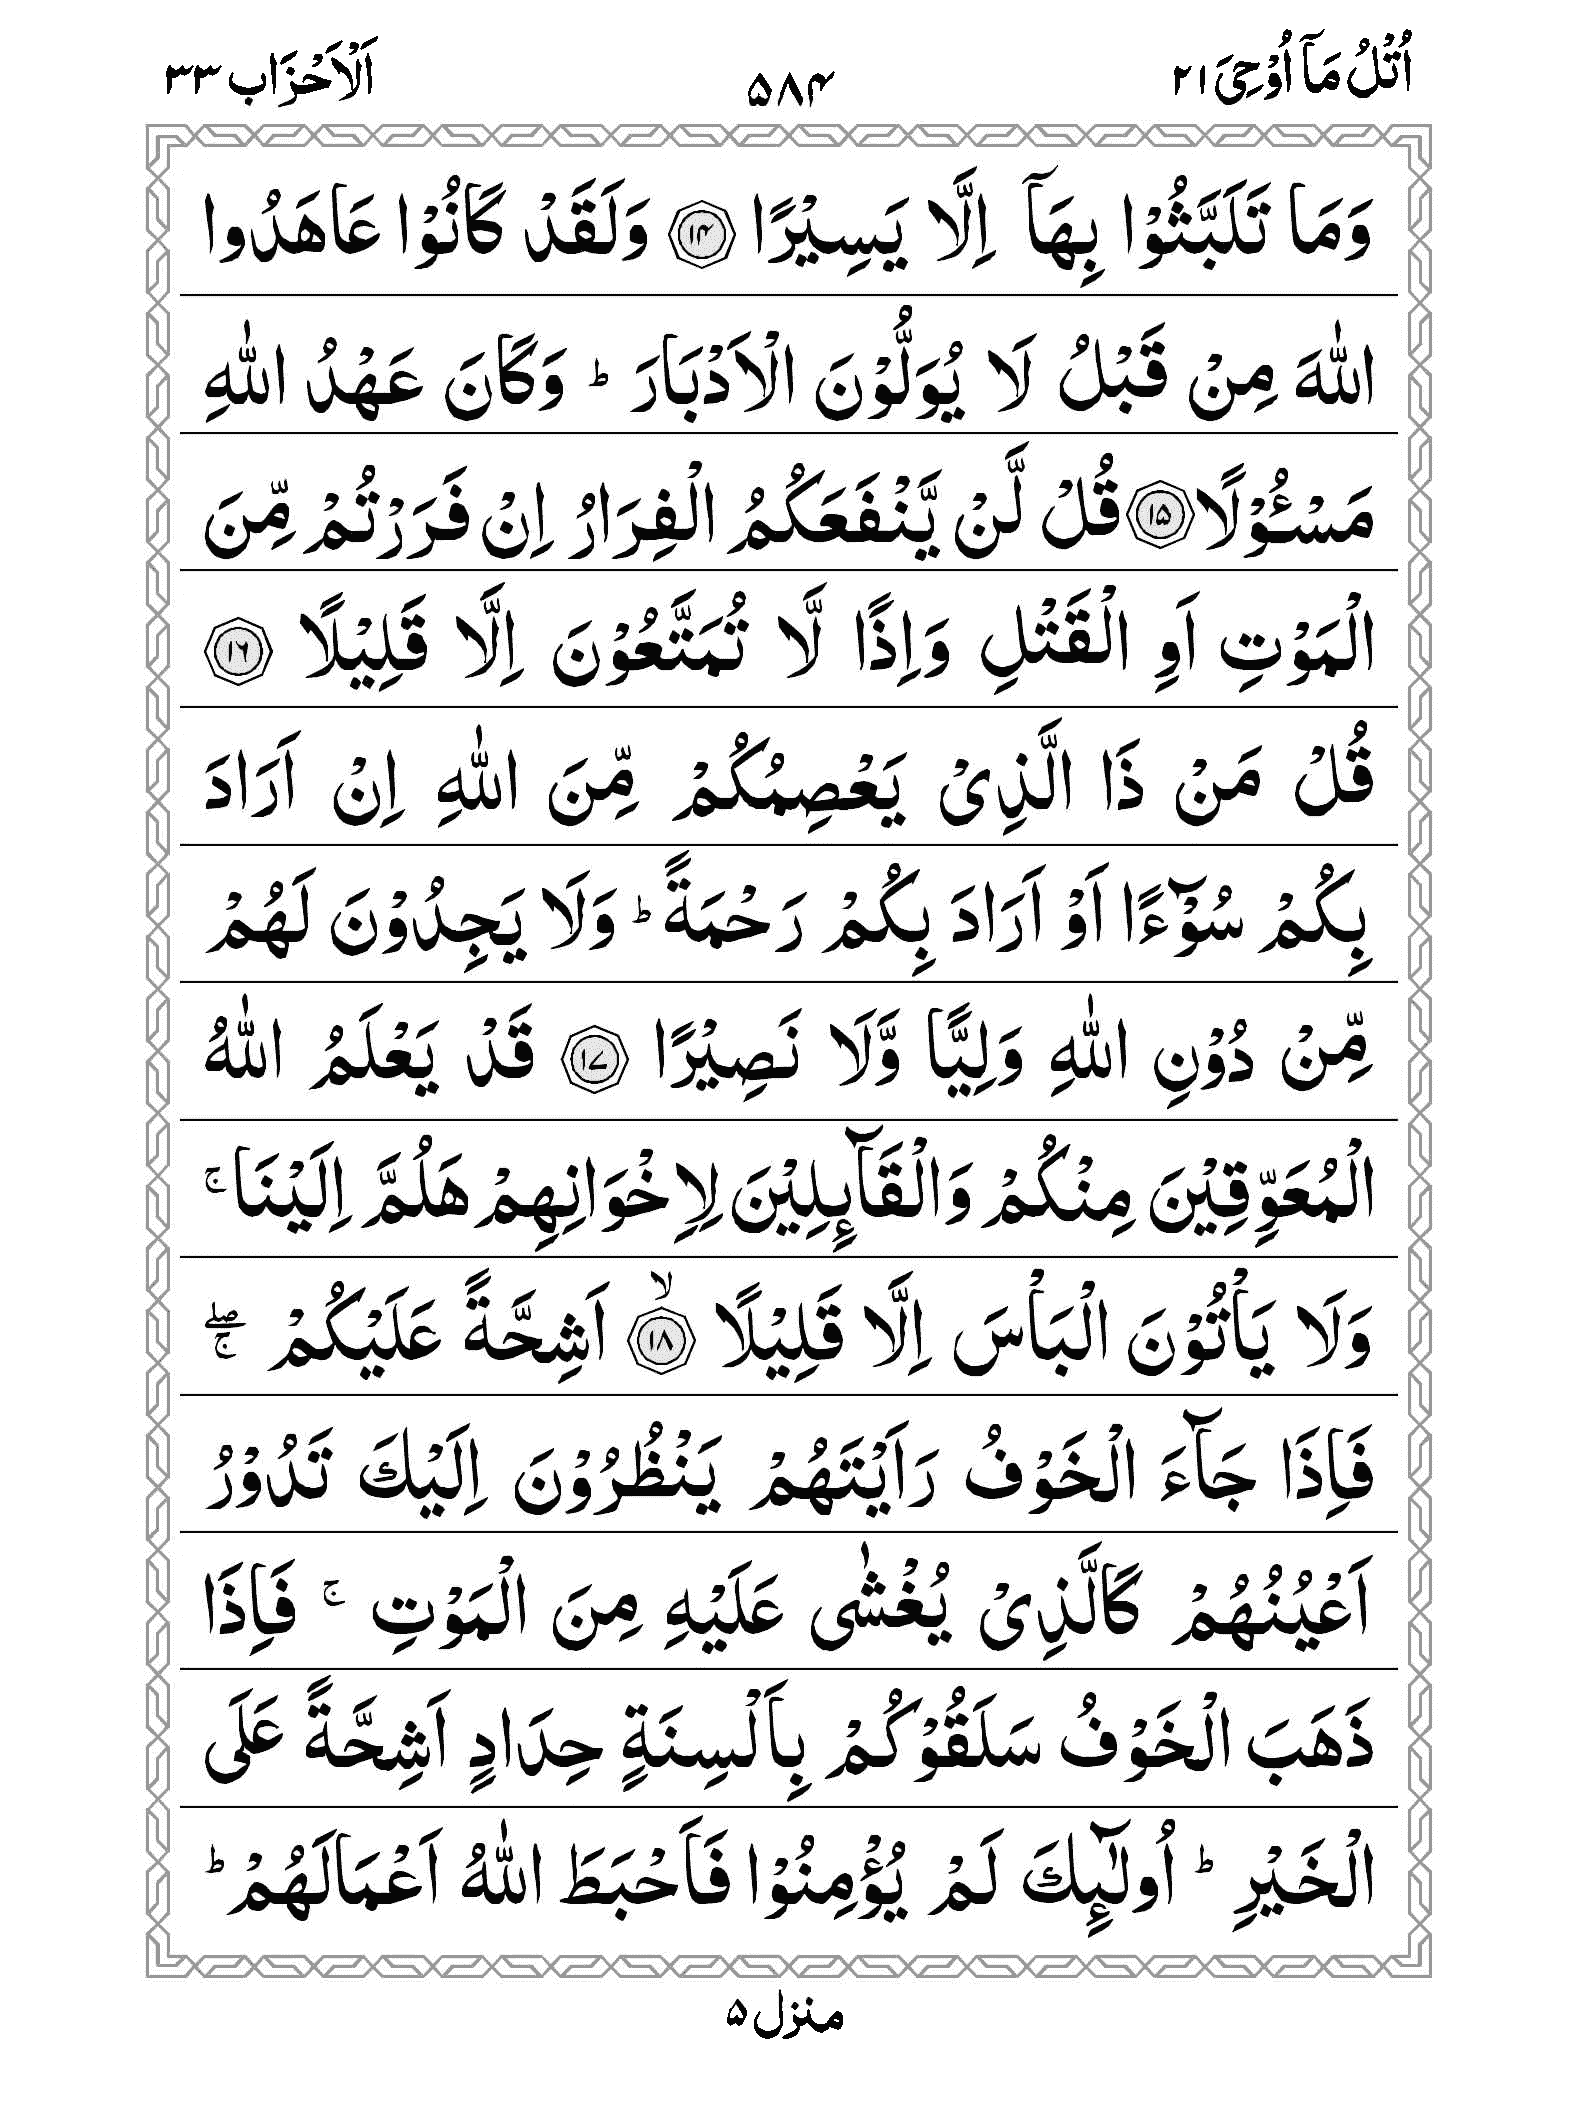 اُتْلُ مَاۤ اُوْحِیَ ۲۱ ۵۸۴ اَلْاَحْزَاب ۳۳
وَمَا تَلَبَّثُوْا بِهَاۤ اِلَّا یَسِیْرًا ﴿۱۴﴾ وَلَقَدْ كَانُوْا عَاهَدُوا
اللّٰهَ مِنْ قَبْلُ لَا یُوَلُّوْنَ الْاَدْبَارَ ؕ وَكَانَ عَهْدُ اللّٰهِ
مَسْـُٔوْلًا ﴿۱۵﴾ قُلْ لَّنْ یَّنْفَعَكُمُ الْفِرَارُ اِنْ فَرَرْتُمْ مِّنَ
الْمَوْتِ اَوِ الْقَتْلِ وَاِذًا لَّا تُمَتَّعُوْنَ اِلَّا قَلِیْلًا ﴿۱۶﴾
قُلْ مَنْ ذَا الَّذِیْ یَعْصِمُكُمْ مِّنَ اللّٰهِ اِنْ اَرَادَ
بِكُمْ سُوْٓءًا اَوْ اَرَادَ بِكُمْ رَحْمَةً ؕ وَلَا یَجِدُوْنَ لَهُمْ
مِّنْ دُوْنِ اللّٰهِ وَلِیًّا وَّلَا نَصِیْرًا ﴿۱۷﴾ قَدْ یَعْلَمُ اللّٰهُ
الْمُعَوِّقِیْنَ مِنْكُمْ وَالْقَآىِٕلِیْنَ لِاِخْوَانِهِمْ هَلُمَّ اِلَیْنَا ۚ
وَلَا یَاْتُوْنَ الْبَاْسَ اِلَّا قَلِیْلًا ﴿۱۸﴾ۙ اَشِحَّةً عَلَیْكُمْ ۖۚ
فَاِذَا جَآءَ الْخَوْفُ رَاَیْتَهُمْ یَنْظُرُوْنَ اِلَیْكَ تَدُوْرُ
اَعْیُنُهُمْ كَالَّذِیْ یُغْشٰی عَلَیْهِ مِنَ الْمَوْتِ ۚ فَاِذَا
ذَهَبَ الْخَوْفُ سَلَقُوْكُمْ بِاَلْسِنَةٍ حِدَادٍ اَشِحَّةً عَلَی
الْخَیْرِ ؕ اُولٰٓىِٕكَ لَمْ یُؤْمِنُوْا فَاَحْبَطَ اللّٰهُ اَعْمَالَهُمْ ؕ
منزل ۵